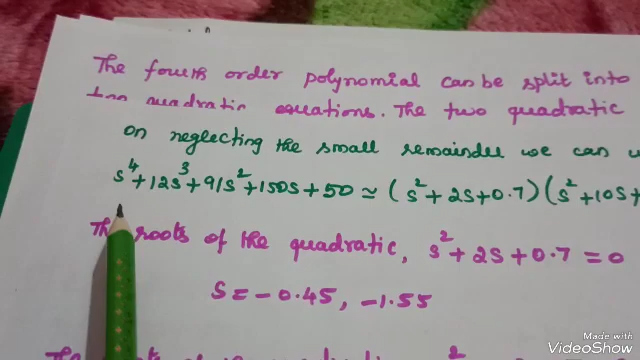 The fourth order polynomial can be split into
two quadratic equations. The two quadratic
on neglecting the small remainder we can
s⁴+12s³+91s²+150s+50 ≃ (s²+2s+0.7)(s²+10s+
The roots of the quadratic, s²+2s+0.7=0
s=-0.45, -1.55
Made with
VideoShow